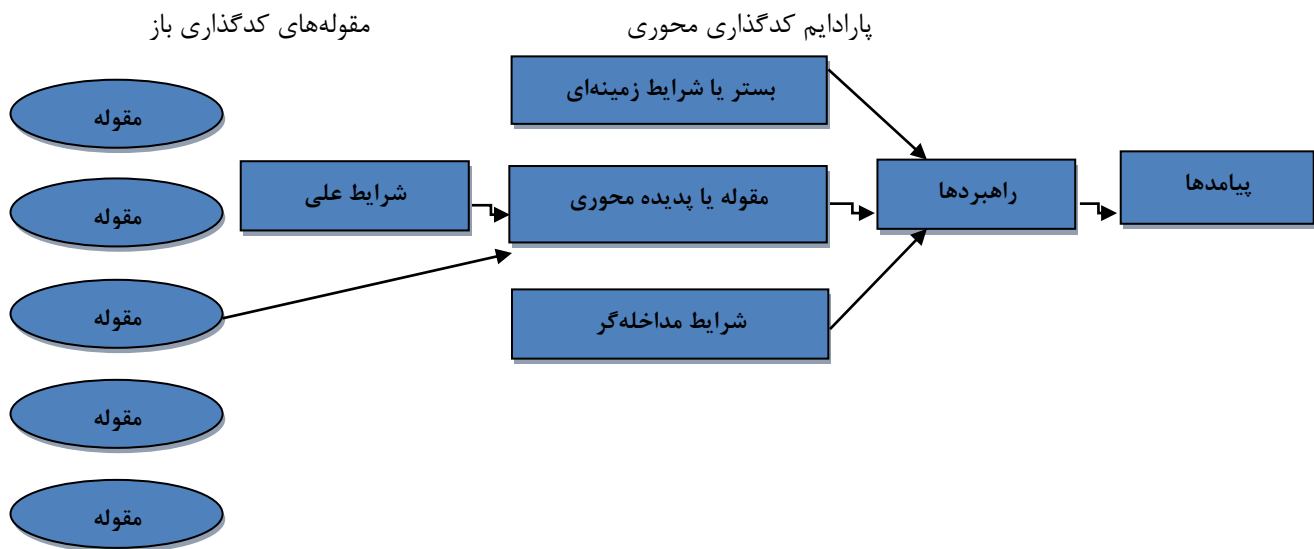 پارادایم کدگذاری محوری
مقوله‌های کدگذاری باز
بستر یا شرایط زمینه‌ای
مقوله
پیامدها
راهبردها
مقوله یا پدیده محوری
شرایط علی
مقوله
شرایط مداخله‌گر
مقوله
مقوله
مقوله